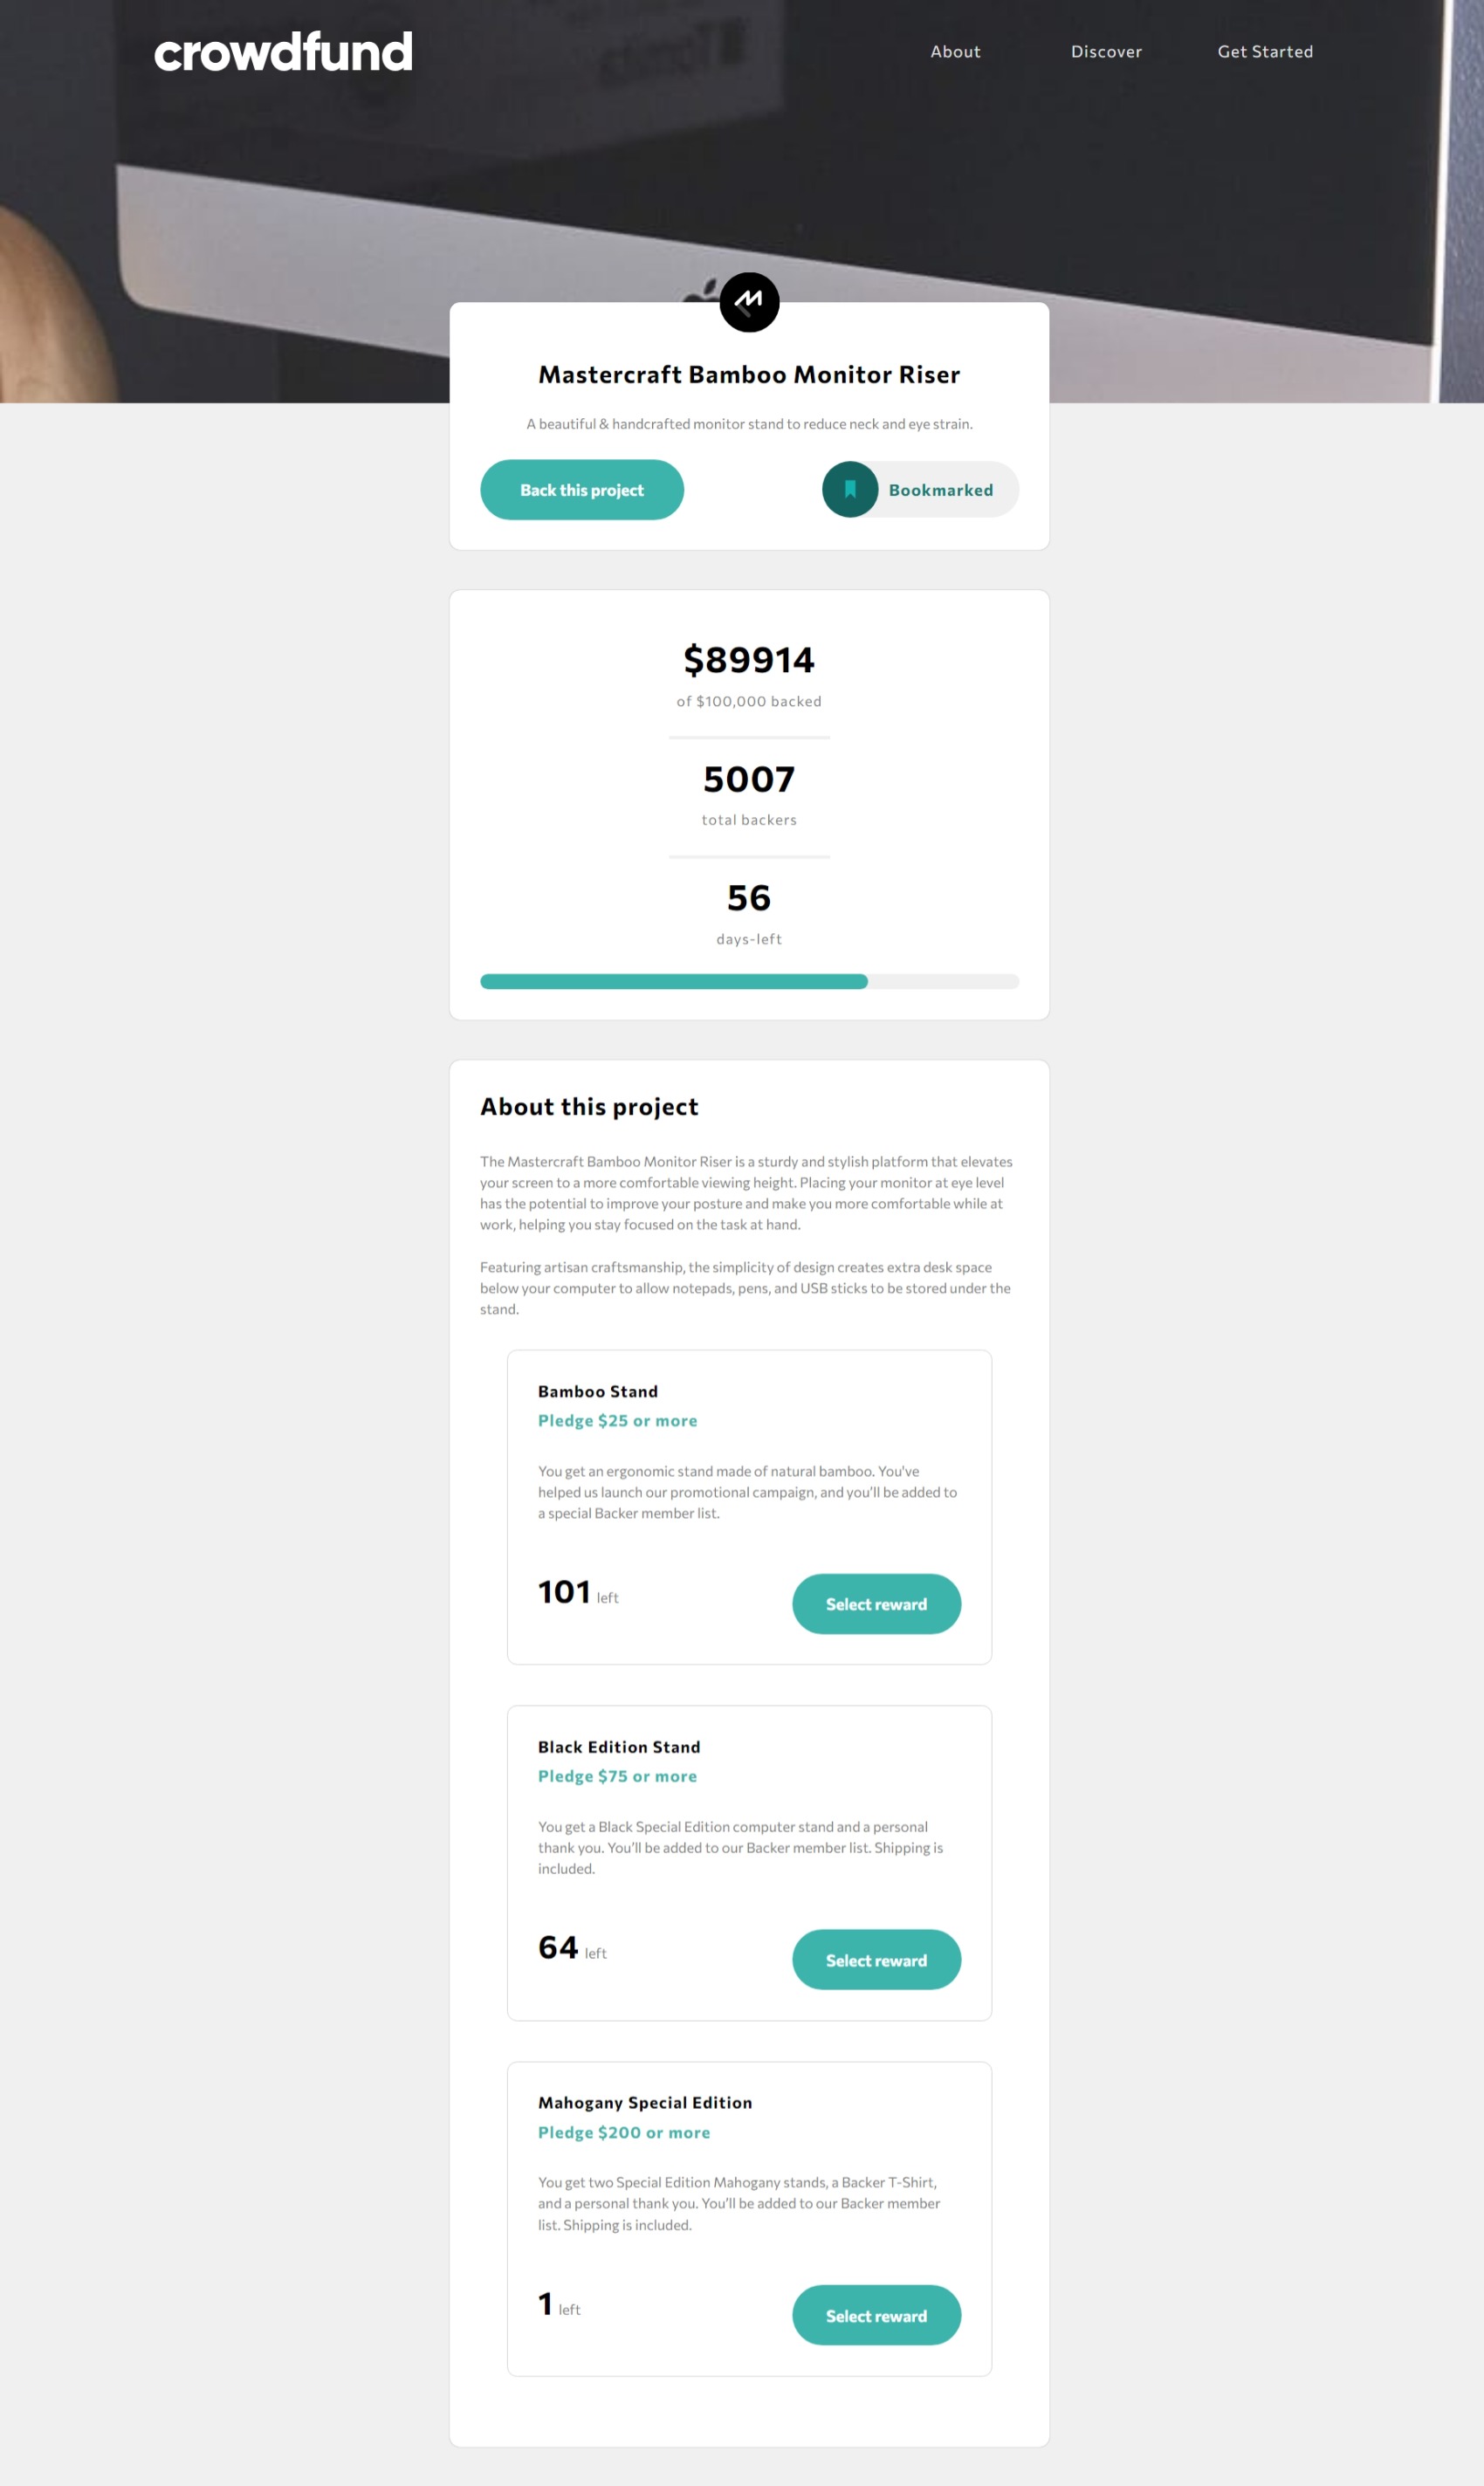 crowdfund
About
Discover
Get Started
Mastercraft Bamboo Monitor Riser
A beautiful & handcrafted monitor stand to reduce neck and eye strain.
Back this project
Bookmarked
$89914
of $100,000 backed
5007
total backers
56
days-left
About this project
The Mastercraft Bamboo Monitor Riser is a sturdy and stylish platform that elevates
your screen to a more comfortable viewing height. Placing your monitor at eye level
has the potential to improve your posture and make you more comfortable while at
work, helping you stay focused on the task at hand.
Featuring artisan craftsmanship, the simplicity of design creates extra desk space
below your computer to allow notepads, pens, and USB sticks to be stored under the
stand.
Bamboo Stand
Pledge $25 or more
You get an ergonomic stand made of natural bamboo. You've
helped us launch our promotional campaign, and you'll be added to
a special Backer member list.
101 left
Select reward
Black Edition Stand
Pledge $75 or more
You get a Black Special Edition computer stand and a personal
thank you. You'll be added to our Backer member list. Shipping is
included.
64 left
Select reward
Mahogany Special Edition
Pledge $200 or more
You get two Special Edition Mahogany stands, a Backer T-Shirt,
and a personal thank you. You'll be added to our Backer member
list. Shipping is included.
1 left
Select reward